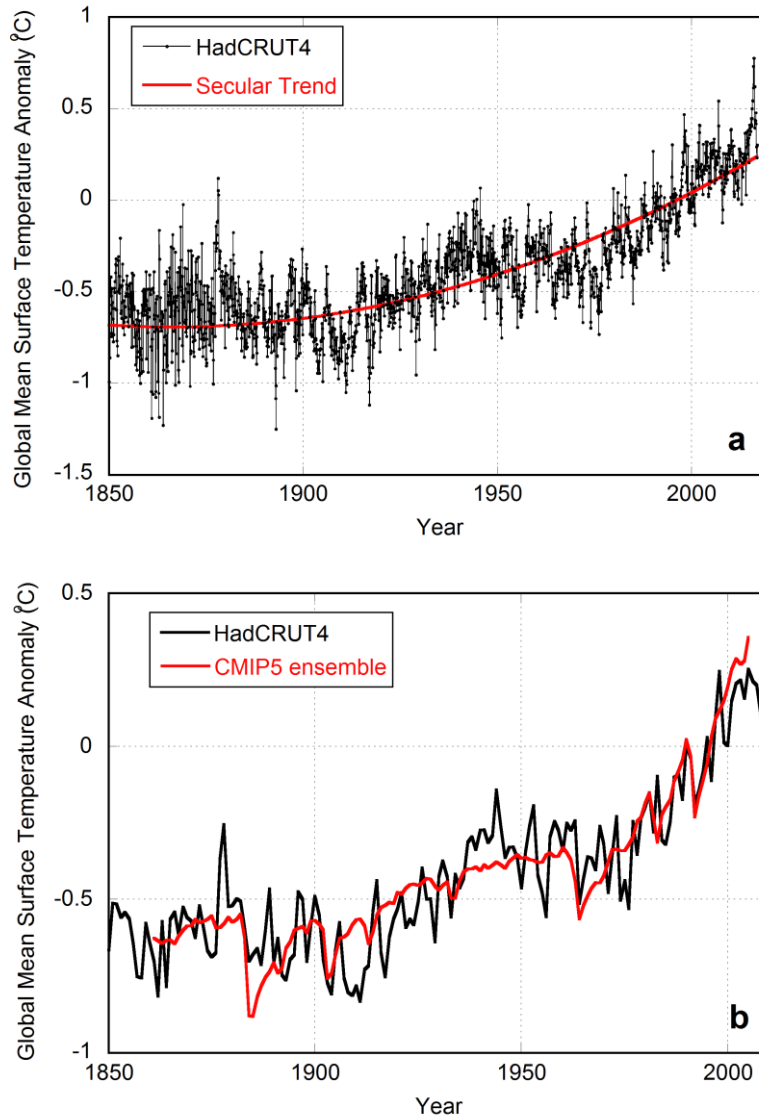 Global Mean Surface Temperature Anomaly (°C)
1
0.5
0
-0.5
-1
-1.5
HadCRUT4
Secular Trend
a
1850
1900
1950
2000
Year
Global Mean Surface Temperature Anomaly (°C)
0.5
0
-0.5
-1
HadCRUT4
CMIP5 ensemble
b
1850
1900
1950
2000
Year